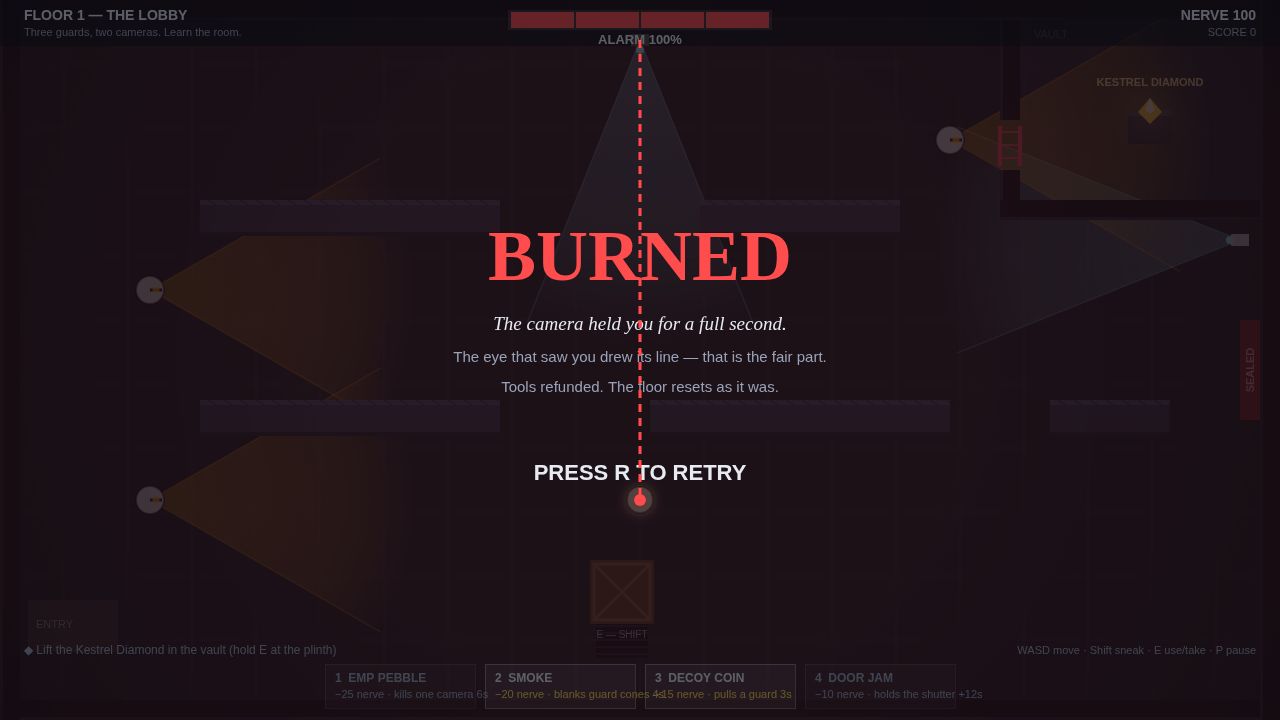 FLOOR 1 — THE LOBBY
Three guards, two cameras. Learn the room.
ALARM 100%
NERVE 100
SCORE 0
VAULT
KESTREL DIAMOND
BURNED
The camera held you for a full second.
The eye that saw you drew its line — that is the fair part.
Tools refunded. The floor resets as it was.
SEALED
PRESS R TO RETRY
ENTRY
E — SHIFT
◆ Lift the Kestrel Diamond in the vault (hold E at the plinth)
WASD move · Shift sneak · E use/take · P pause
1 EMP PEBBLE
−25 nerve · kills one camera 6s
2 SMOKE
−20 nerve · blanks guard cones 4s
3 DECOY COIN
−15 nerve · pulls a guard 3s
4 DOOR JAM
−10 nerve · holds the shutter +12s